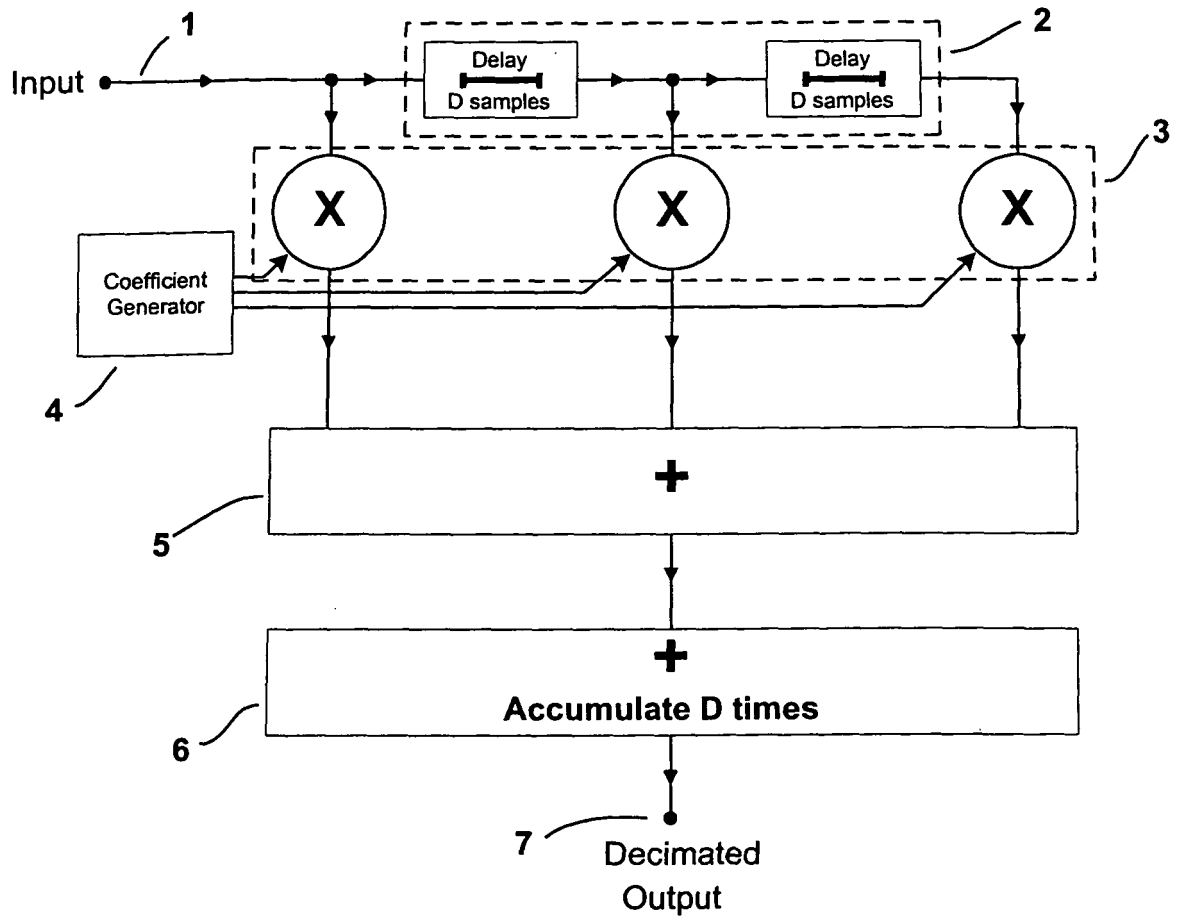 1
2
Input
Delay
D samples
Delay
D samples
3
X
X
X
Coefficient
Generator
4
+
5
+
Accumulate D times
6
7
Decimated
Output